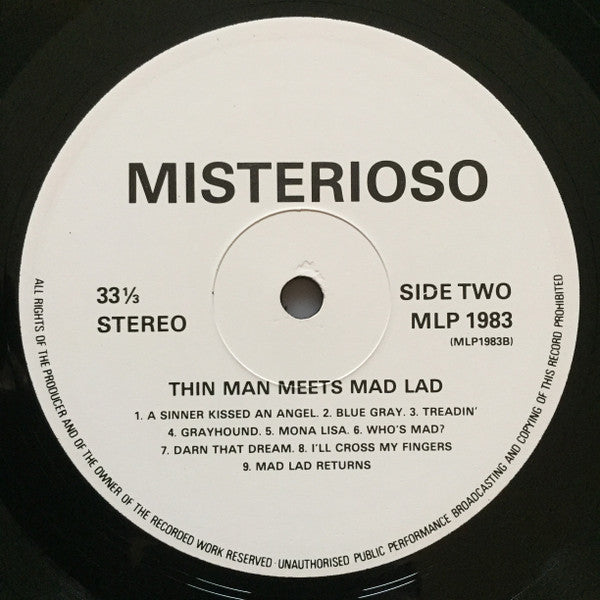 MISTERIOSO
33⅓
STEREO
SIDE TWO
MLP 1983
(MLP1983B)
THIN MAN MEETS MAD LAD
1. A SINNER KISSED AN ANGEL. 2. BLUE GRAY. 3. TREADIN'
4. GRAYHOUND. 5. MONA LISA. 6. WHO'S MAD?
7. DARN THAT DREAM. 8. I'LL CROSS MY FINGERS
9. MAD LAD RETURNS
ALL RIGHTS OF THE PRODUCER AND OF THE OWNER OF THE RECORDED WORK RESERVED · UNAUTHORISED PUBLIC PERFORMANCE BROADCASTING AND COPYING OF THIS RECORD PROHIBITED